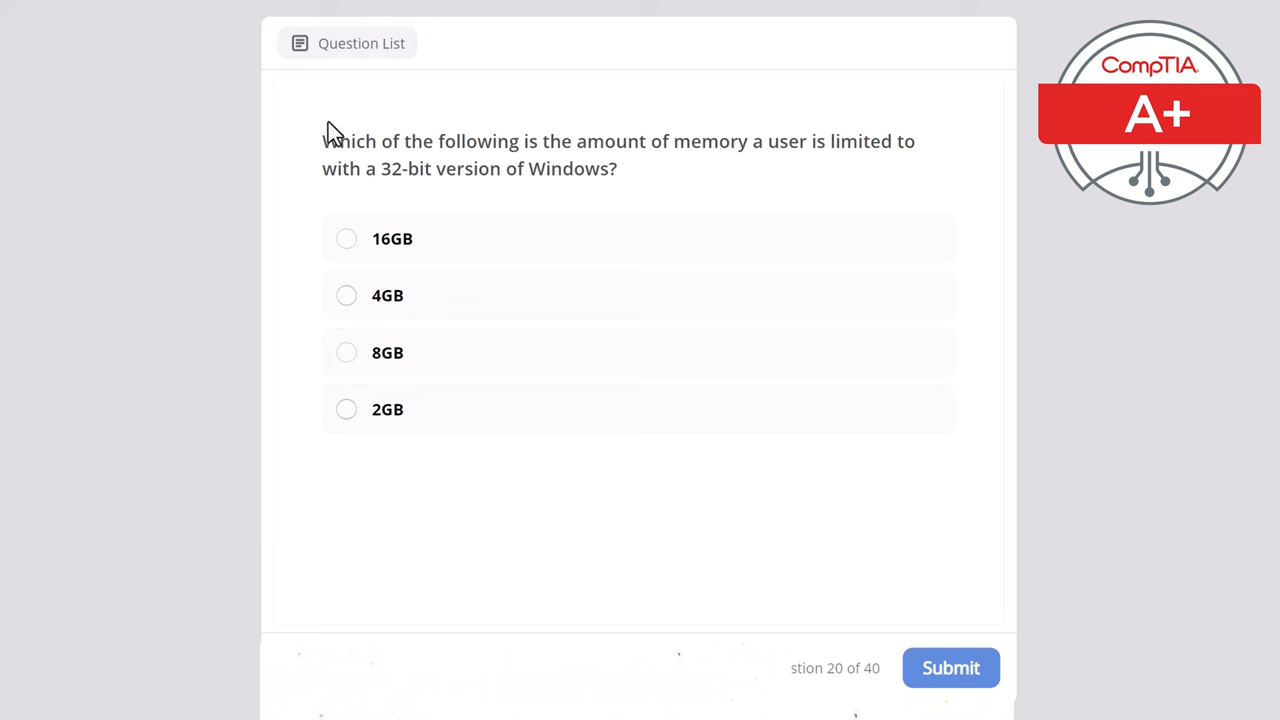 Question List
CompTIA.
A+
Which of the following is the amount of memory a user is limited to
with a 32-bit version of Windows?
16GB
4GB
8GB
2GB
stion 20 of 40
Submit